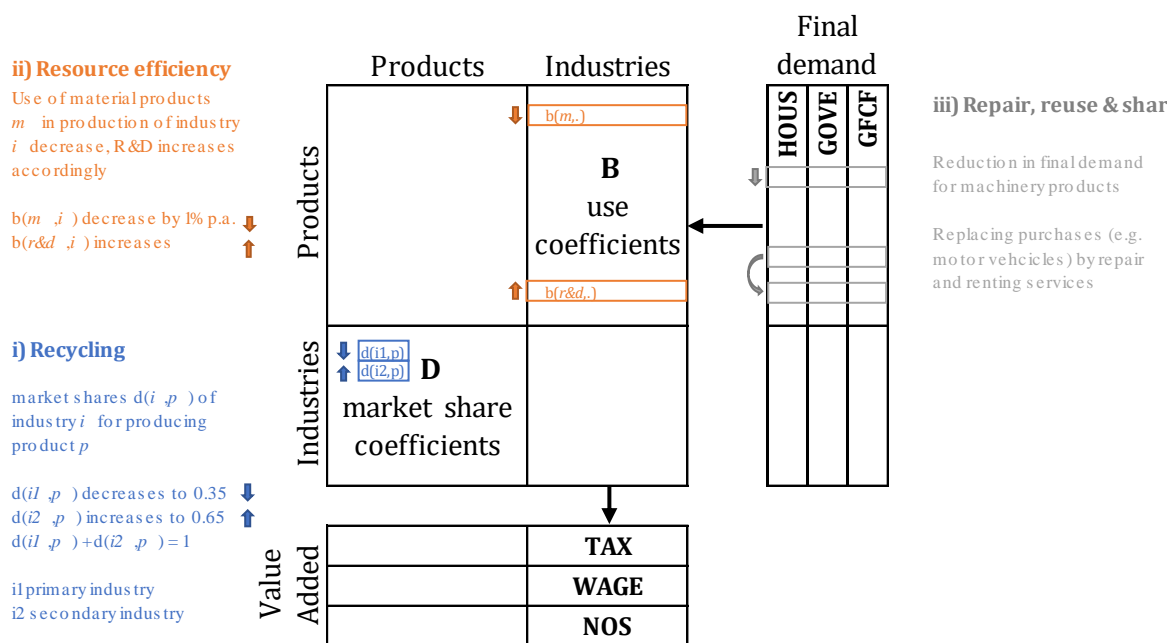 Final
demand
Products
Industries
ii) Resource efficiency
Use of material products
m in production of industry
i decrease, R&D increases
accordingly
b(m ,i ) decrease by 1% p.a.
b(r&d ,i ) increases
Products
b(m,.)
B
use
coefficients
b(r&d,.)
HOUS
GOVE
GFCF
iii) Repair, reuse & shar
Reduction in final demand
for machinery products
Replacing purchases (e.g.
motor vehcicles) by repair
and renting services
i) Recycling
market shares d(i ,p ) of
industry i for producing
product p
d(i1 ,p ) decreases to 0.35
d(i2 ,p ) increases to 0.65
d(i1 ,p ) +d(i2 ,p ) = 1
i1 primary industry
i2 secondary industry
Industries
d(i1,p)
d(i2,p)
D
market share
coefficients
Value
Added
TAX
WAGE
NOS